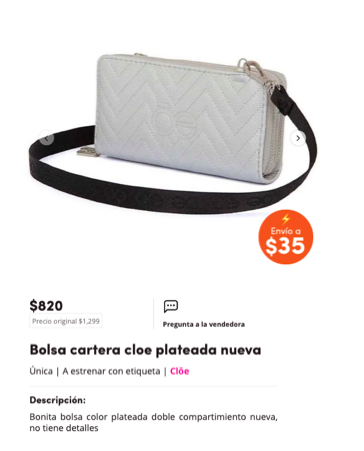 ⚡
Envío a
$35
$820
Precio original $1,299
Pregunta a la vendedora
Bolsa cartera cloe plateada nueva
Única | A estrenar con etiqueta | Clöe
Descripción:
Bonita bolsa color plateada doble compartimiento nueva,
no tiene detalles